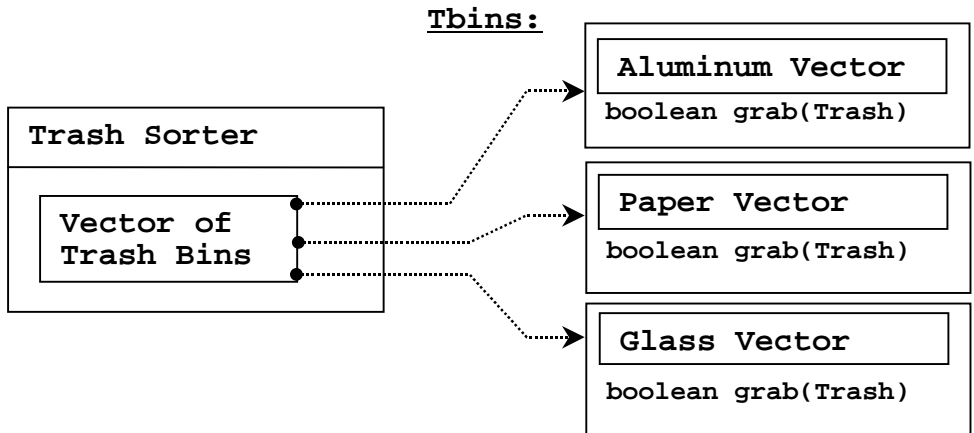 Tbins:
Trash Sorter
Vector of
Trash Bins
Aluminum Vector
boolean grab(Trash)
Paper Vector
boolean grab(Trash)
Glass Vector
boolean grab(Trash)